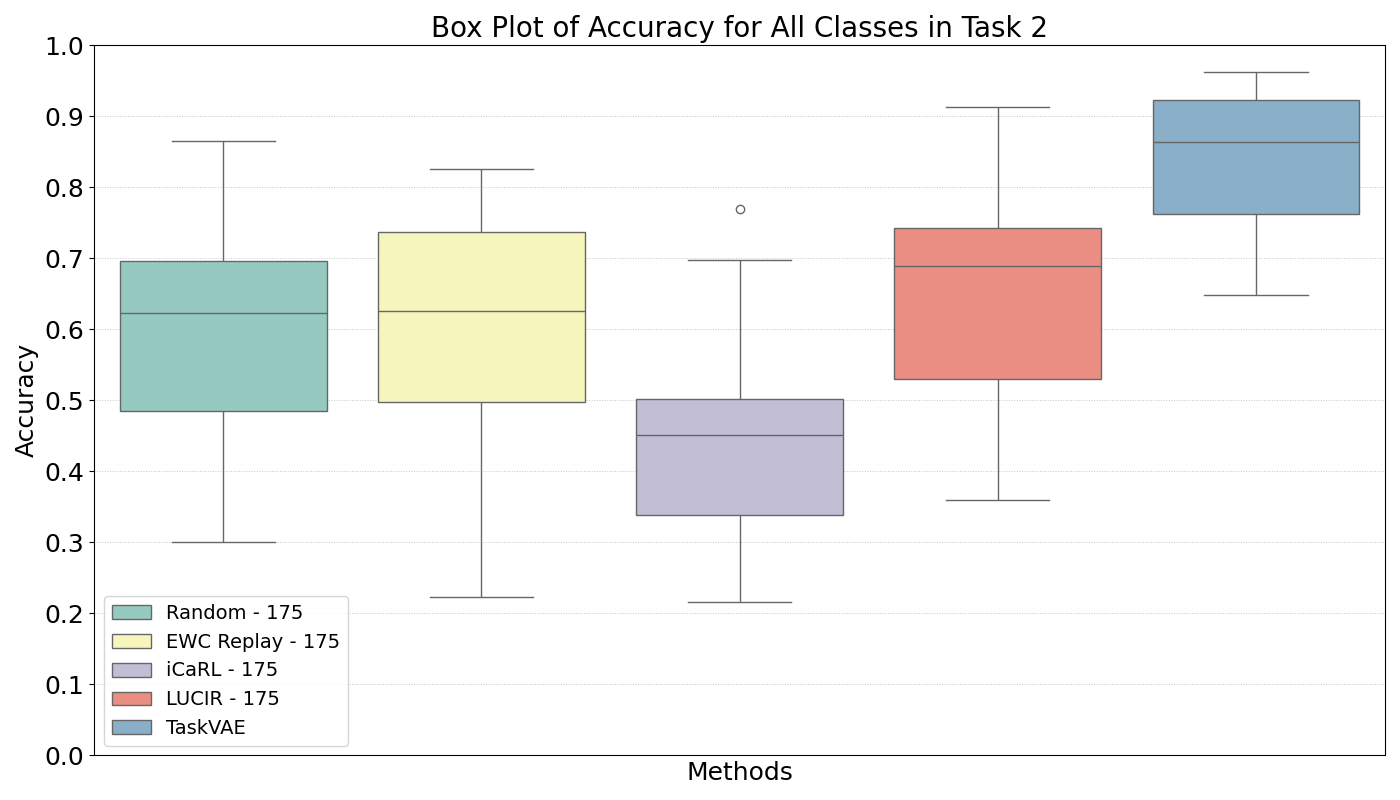 Box Plot of Accuracy for All Classes in Task 2
1.0
0.9
0.8
0.7
0.6
0.5
0.4
0.3
0.2
0.1
0.0
Accuracy
Random - 175
EWC Replay - 175
iCaRL - 175
LUCIR - 175
TaskVAE
Methods